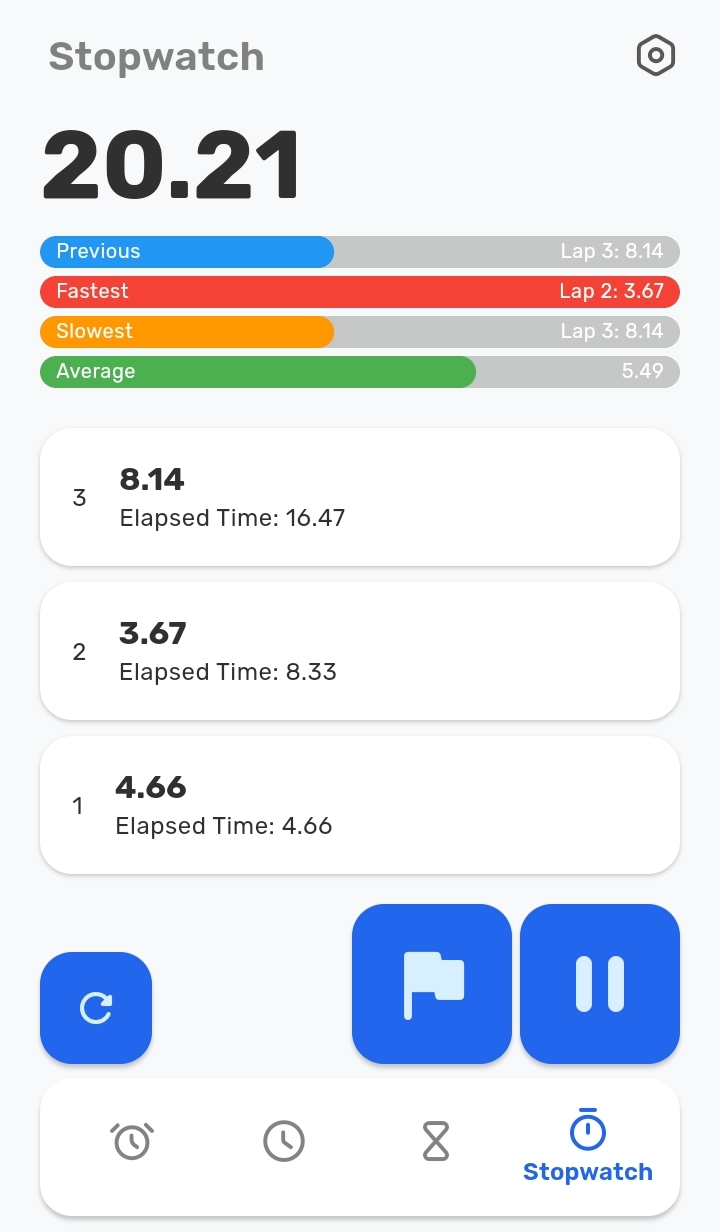 Stopwatch
20.21
Previous Lap 3: 8.14
Fastest Lap 2: 3.67
Slowest Lap 3: 8.14
Average 5.49
3
8.14
Elapsed Time: 16.47
2
3.67
Elapsed Time: 8.33
1
4.66
Elapsed Time: 4.66
Stopwatch